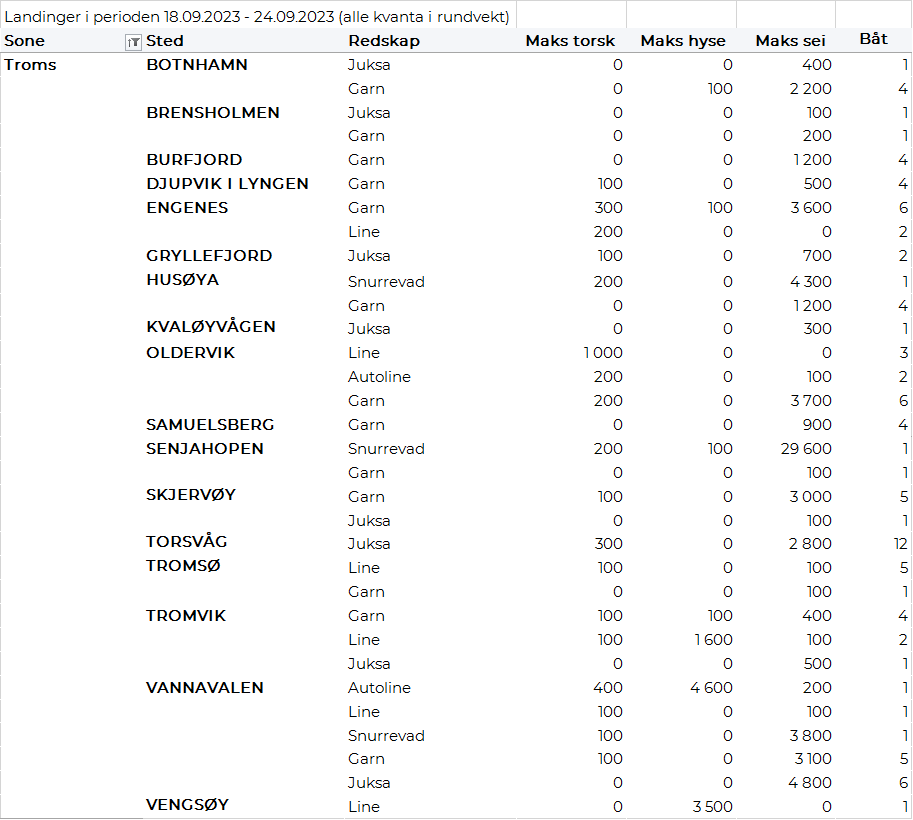 Landinger i perioden 18.09.2023 - 24.09.2023 (alle kvanta i rundvekt)
Sone Sted Redskap Maks torsk Maks hyse Maks sei Båt
Troms BOTNHAMN Juksa 0 0 400 1
Garn 0 100 2 200 4
BRENSHOLMEN Juksa 0 0 100 1
Garn 0 0 200 1
BURFJORD Garn 0 0 1 200 4
DJUPVIK I LYNGEN Garn 100 0 500 4
ENGENES Garn 300 100 3 600 6
Line 200 0 0 2
GRYLLEFJORD Juksa 100 0 700 2
HUSØYA Snurrevad 200 0 4 300 1
Garn 0 0 1 200 4
KVALØYVÅGEN Juksa 0 0 300 1
OLDERVIK Line 1 000 0 0 3
Autoline 200 0 100 2
Garn 200 0 3 700 6
SAMUELSBERG Garn 0 0 900 4
SENJAHOPEN Snurrevad 200 100 29 600 1
Garn 0 0 100 1
SKJERVØY Garn 100 0 3 000 5
Juksa 0 0 100 1
TORSVÅG Juksa 300 0 2 800 12
TROMSØ Line 100 0 100 5
Garn 0 0 100 1
TROMVIK Garn 100 100 400 4
Line 100 1 600 100 2
Juksa 0 0 500 1
VANNAVALEN Autoline 400 4 600 200 1
Line 100 0 100 1
Snurrevad 100 0 3 800 1
Garn 100 0 3 100 5
Juksa 0 0 4 800 6
VENGSØY Line 0 3 500 0 1